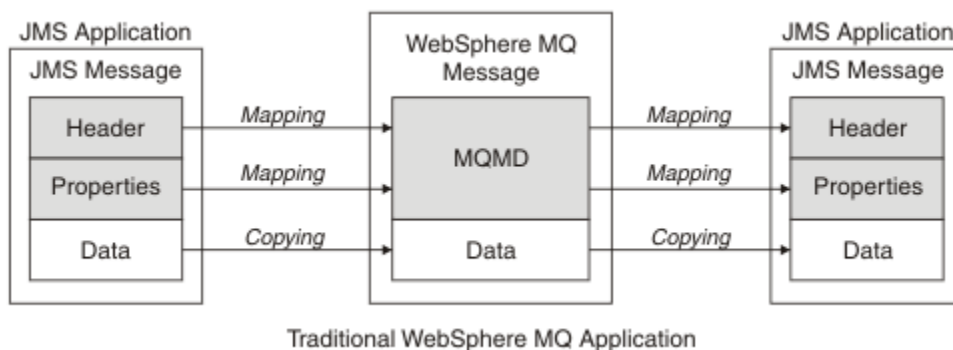 JMS Application
JMS Message
Header
Properties
Data
Mapping
Mapping
Copying
WebSphere MQ
Message
MQMD
Data
Mapping
Mapping
Copying
JMS Application
JMS Message
Header
Properties
Data
Traditional WebSphere MQ Application